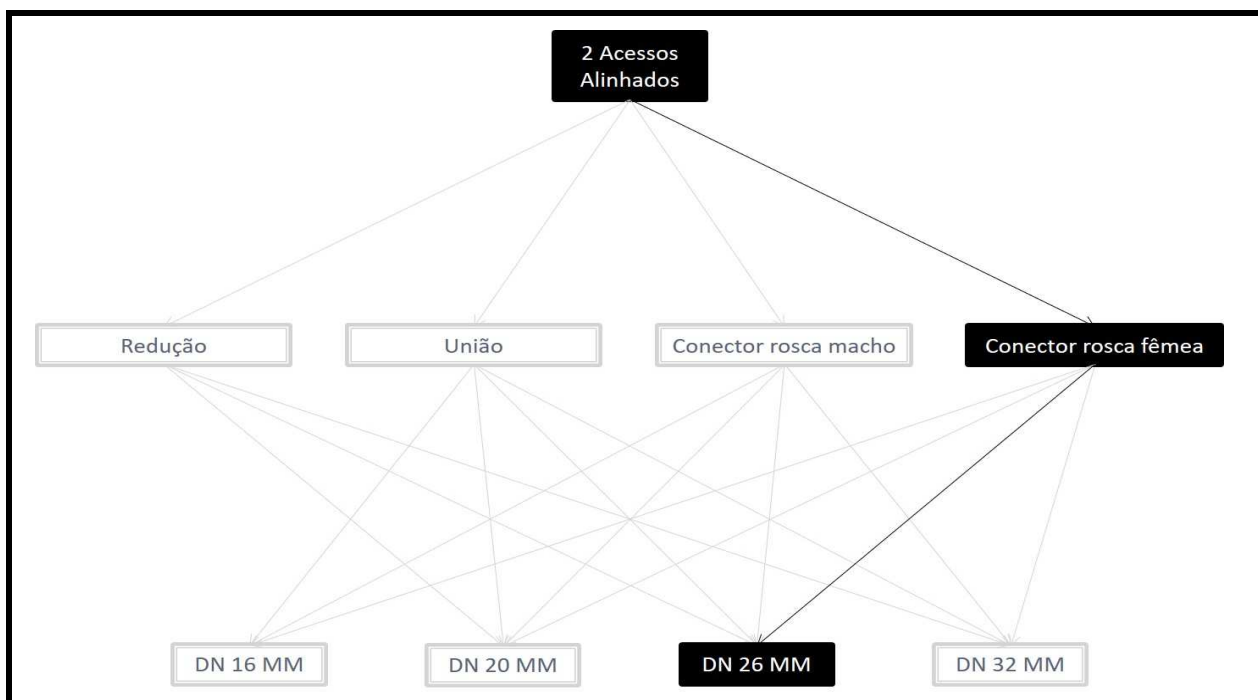 2 Acessos
Alinhados
Redução
União
Conector rosca macho
Conector rosca fêmea
DN 16 MM
DN 20 MM
DN 26 MM
DN 32 MM